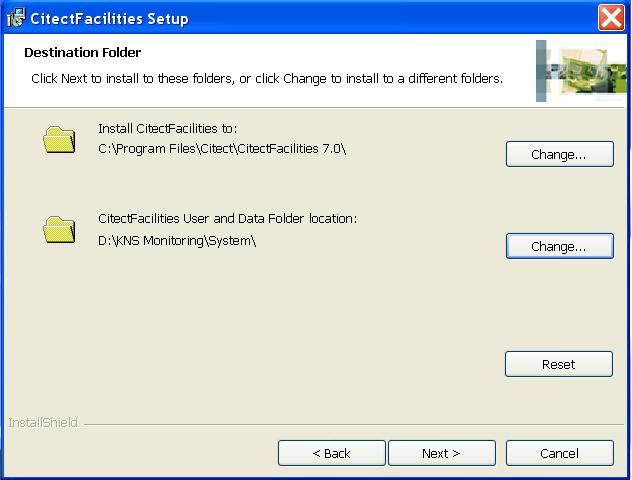 CitectFacilities Setup
Destination Folder
Click Next to install to these folders, or click Change to install to a different folders.
Install CitectFacilities to:
C:\Program Files\Citect\CitectFacilities 7.0\
Change...
CitectFacilities User and Data Folder location:
D:\KNS Monitoring\System\
Change...
Reset
InstallShield
< Back
Next >
Cancel